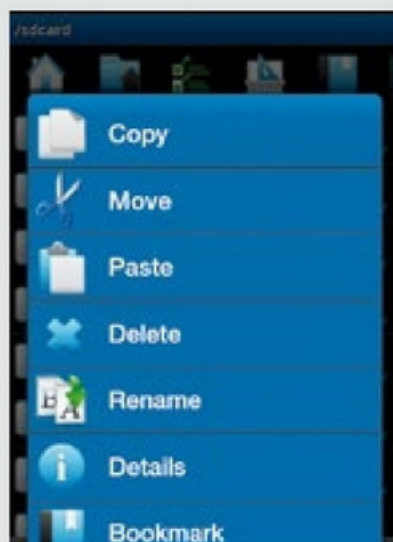 /sdcard
Copy
Move
Paste
Delete
Rename
Details
Bookmark